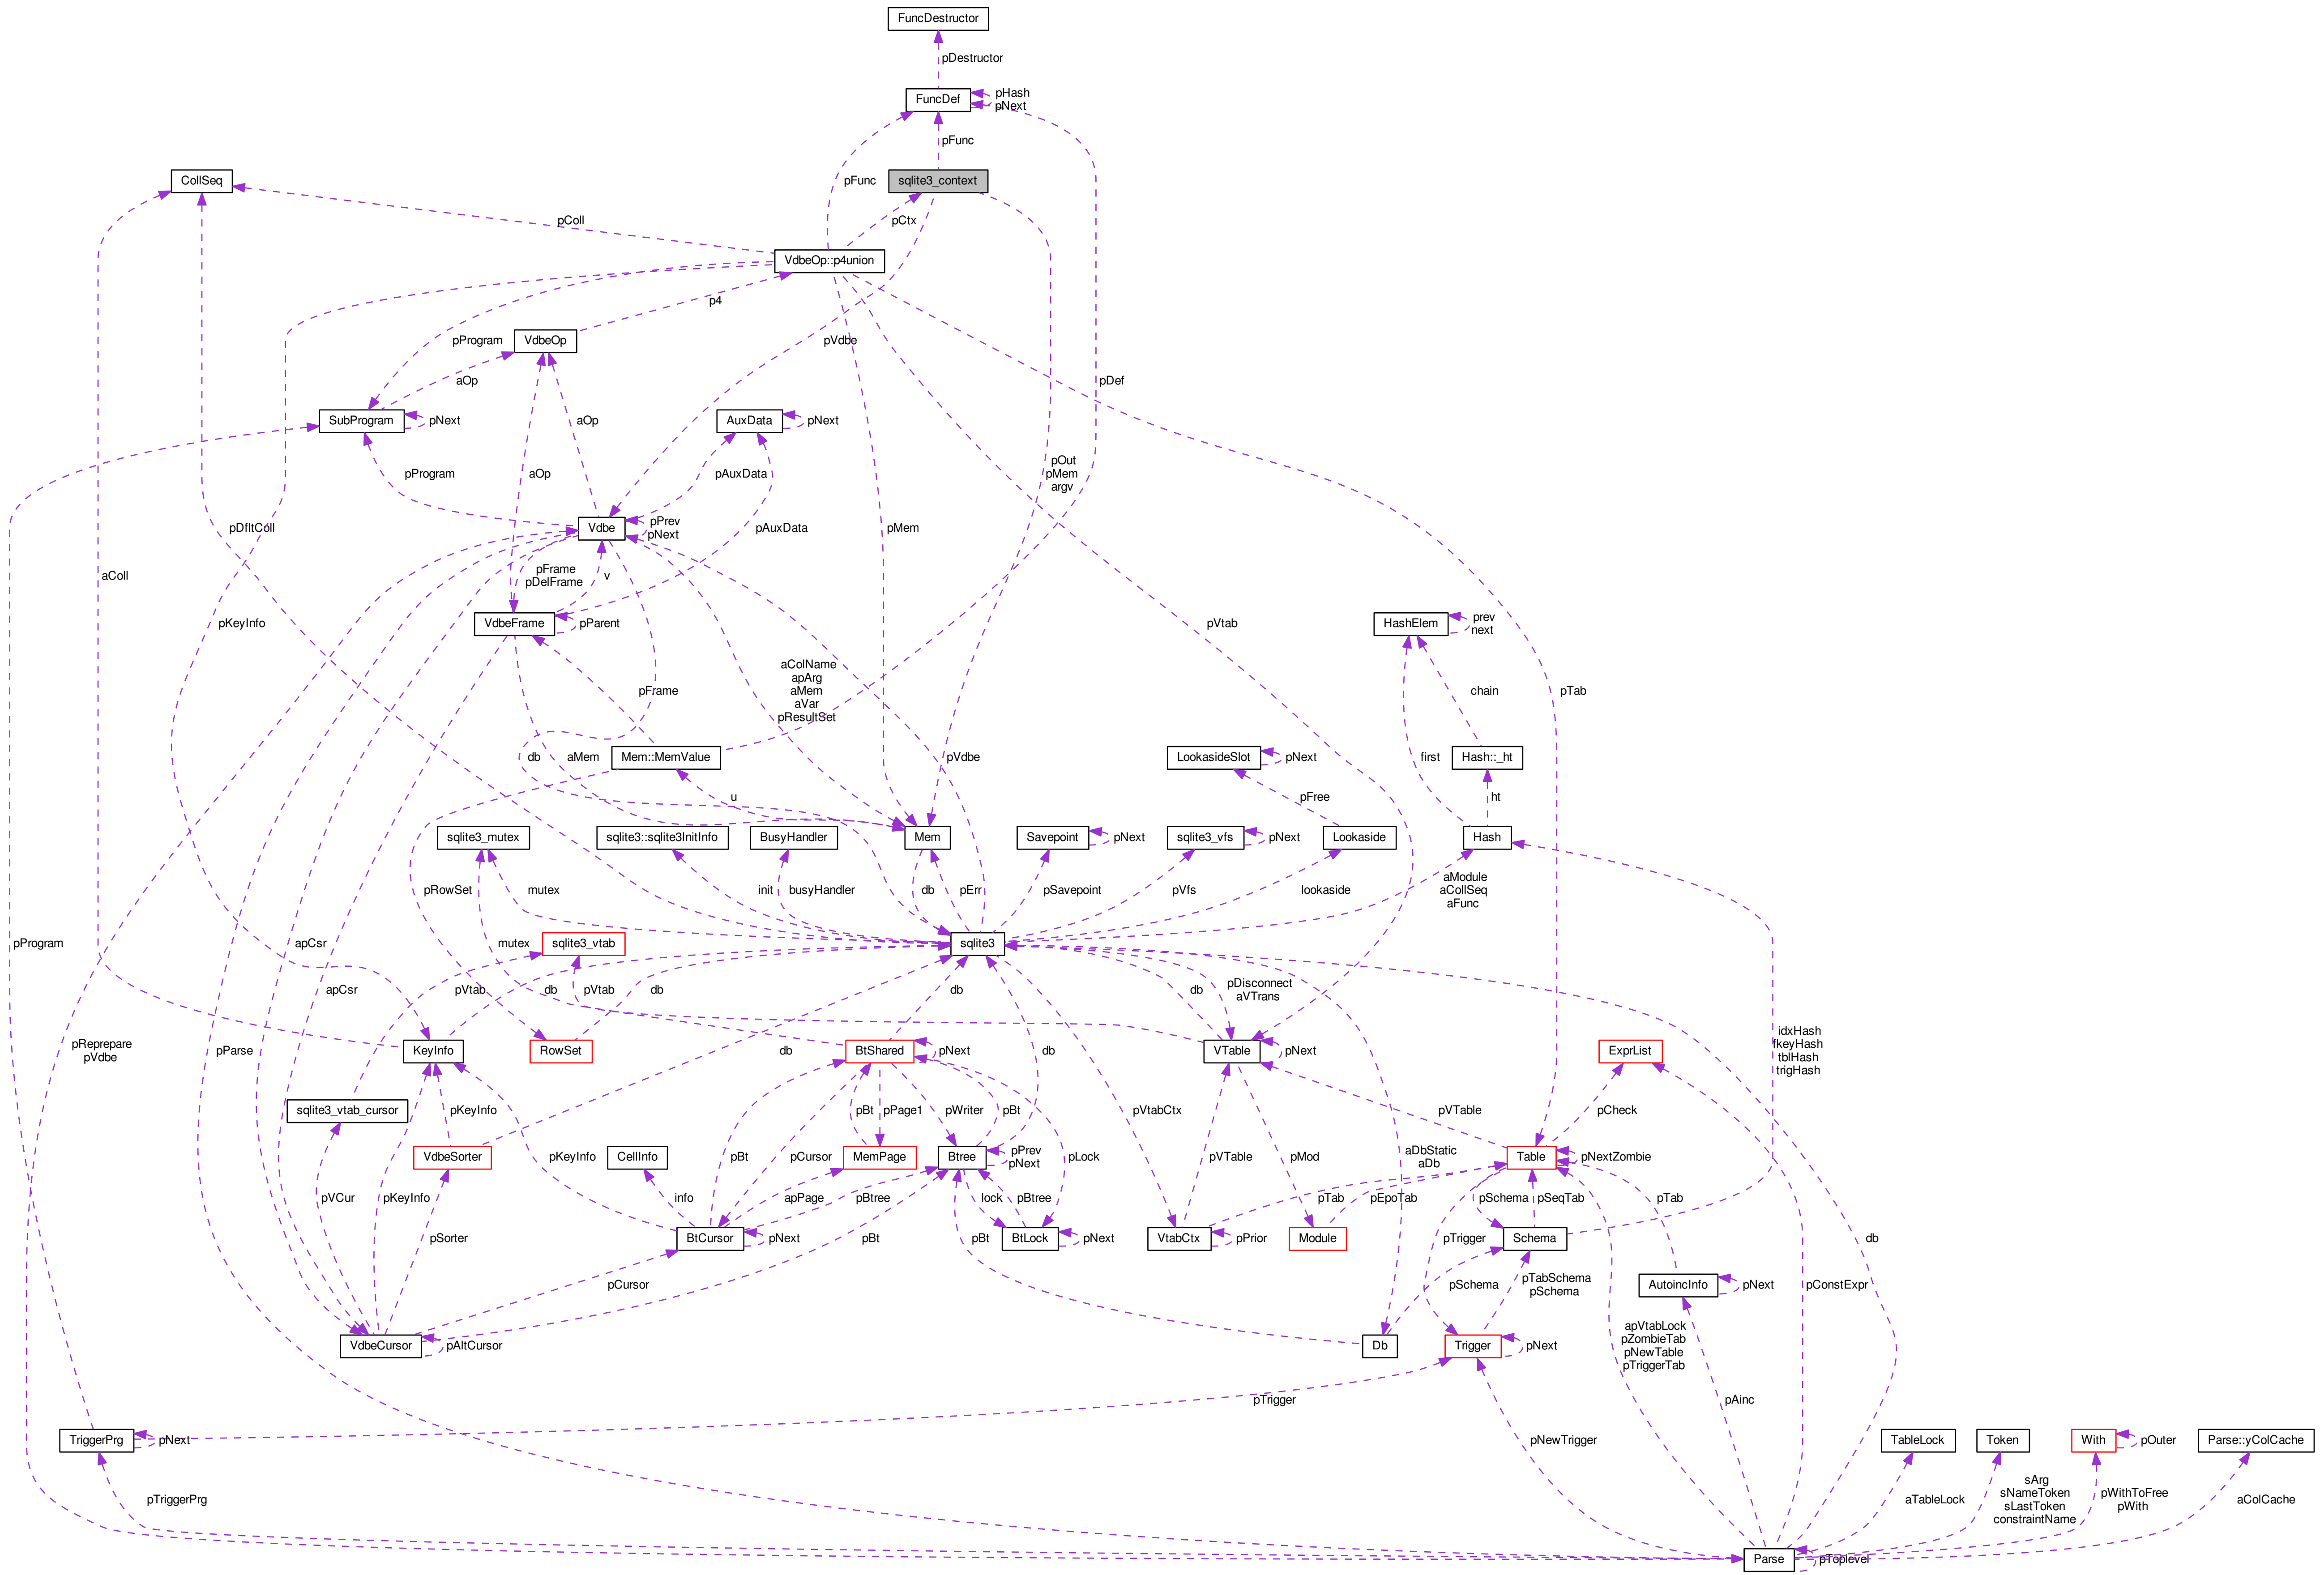 FuncDestructor
pDestructor
FuncDef
pHash
pNext
pFunc
CollSeq
pFunc
sqlite3_context
pColl
pCtx
VdbeOp::p4union
p4
pProgram
VdbeOp
pVdbe
aOp
pDef
SubProgram
pNext
aOp
AuxData
pNext
pProgram
aOp
pAuxData
pOut
pMem
argv
pDfltColl
Vdbe
pPrev
pNext
pAuxData
pMem
aColl
pFrame
pDelFrame
v
pKeyInfo
VdbeFrame
pParent
pVtab
HashElem
prev
next
pFrame
aColName
apArg
aMem
aVar
pResultSet
chain
pTab
db
aMem
Mem::MemValue
pVdbe
LookasideSlot
pNext
first
Hash::_ht
u
pFree
ht
sqlite3_mutex
sqlite3::sqlite3InitInfo
BusyHandler
Mem
Savepoint
pNext
sqlite3_vfs
pNext
Lookaside
Hash
pRowSet
mutex
init
busyHandler
db
pErr
pSavepoint
pVfs
lookaside
aModule
aCollSeq
aFunc
pProgram
apCsr
mutex
sqlite3_vtab
sqlite3
apCsr
pVtab
db
pVtab
db
db
db
pDisconnect
aVTrans
pReprepare
pVdbe
pParse
KeyInfo
RowSet
db
BtShared
pNext
db
VTable
pNext
ExprList
idxHash
fkeyHash
tblHash
trigHash
sqlite3_vtab_cursor
pKeyInfo
pBt
pPage1
pWriter
pBt
pVtabCtx
pVTable
pCheck
VdbeSorter
CellInfo
pBt
pCursor
MemPage
Btree
pPrev
pNext
pLock
pVTable
pMod
aDbStatic
aDb
Table
pNextZombie
pVCur
pKeyInfo
pKeyInfo
info
apPage
pBtree
lock
pBtree
pTab
pEpoTab
pSchema
pSeqTab
pTab
pSorter
BtCursor
pNext
pBt
BtLock
pNext
VtabCtx
pPrior
Module
pTrigger
Schema
db
pCursor
pBt
pSchema
pTabSchema
pSchema
AutoincInfo
pNext
pConstExpr
VdbeCursor
pAltCursor
Db
Trigger
pNext
apVtabLock
pZombieTab
pNewTable
pTriggerTab
pTrigger
pAinc
TriggerPrg
pNext
pNewTrigger
TableLock
Token
With
pOuter
Parse::yColCache
pTriggerPrg
aTableLock
sArg
sNameToken
sLastToken
constraintName
pWithToFree
pWith
aColCache
Parse
pToplevel